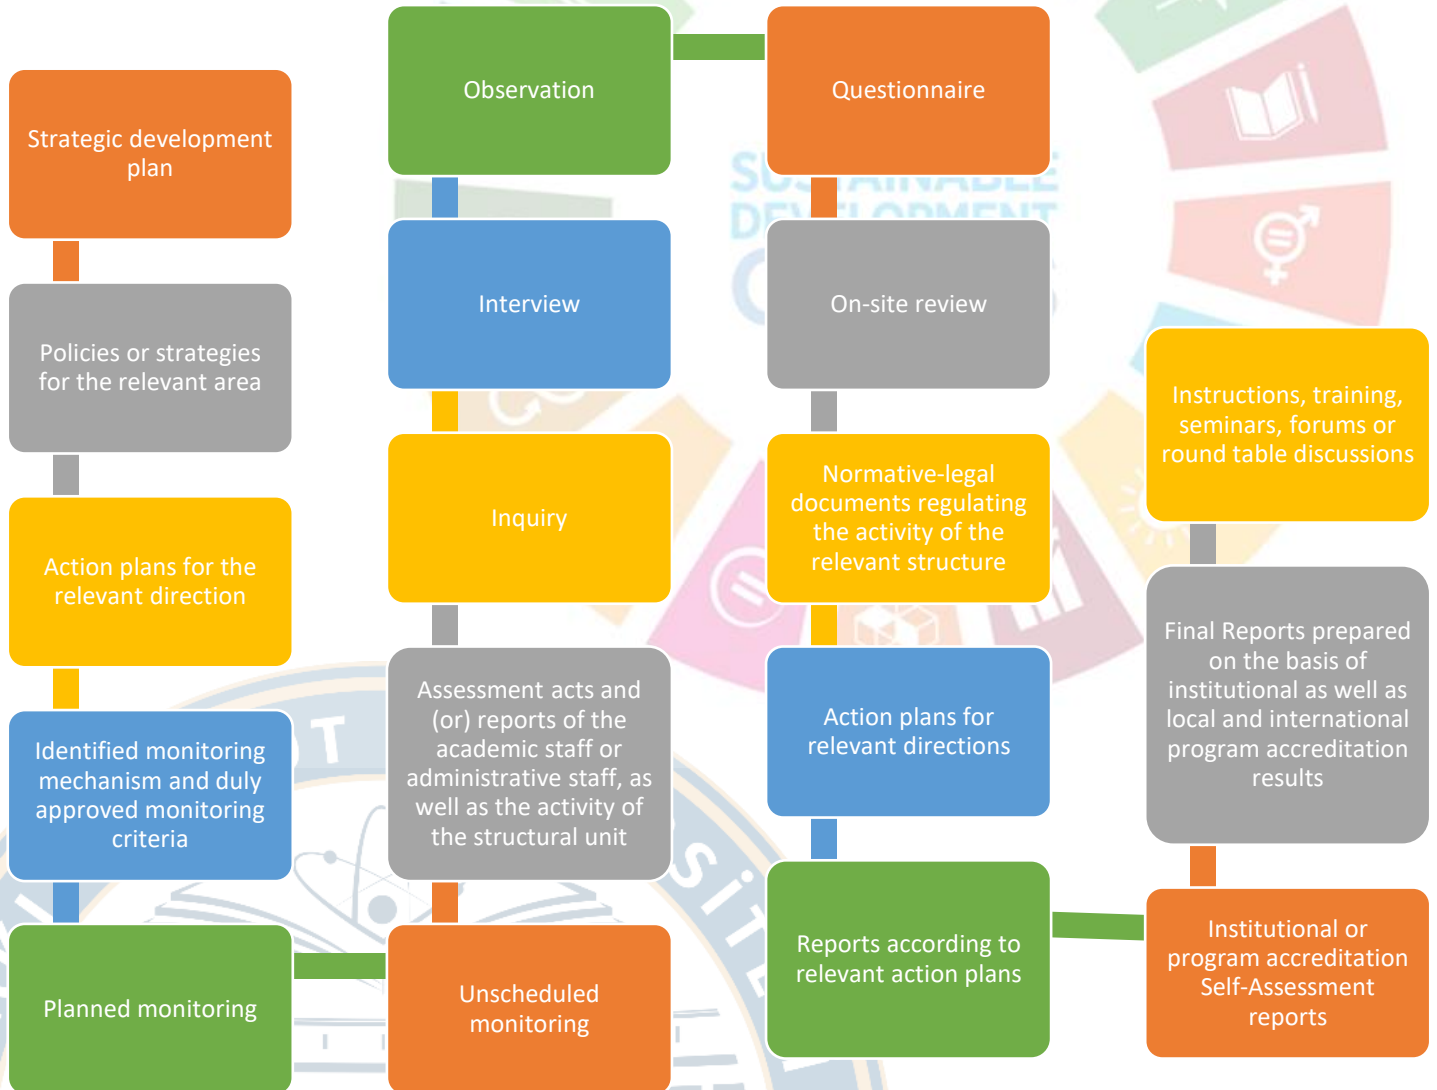 Strategic development
plan
Policies or strategies
for the relevant area
Action plans for the
relevant direction
Identified monitoring
mechanism and duly
approved monitoring
criteria
Planned monitoring
Unscheduled
monitoring
Assessment acts and
(or) reports of the
academic staff or
administrative staff, as
well as the activity of
the structural unit
Inquiry
Interview
Observation
Questionnaire
On-site review
Normative-legal
documents regulating
the activity of the
relevant structure
Action plans for
relevant directions
Reports according to
relevant action plans
Institutional or
program accreditation
Self-Assessment
reports
Final Reports prepared
on the basis of
institutional as well as
local and international
program accreditation
results
Instructions, training,
seminars, forums or
round table discussions
SUSTAINABLE
DEVELOPMENT